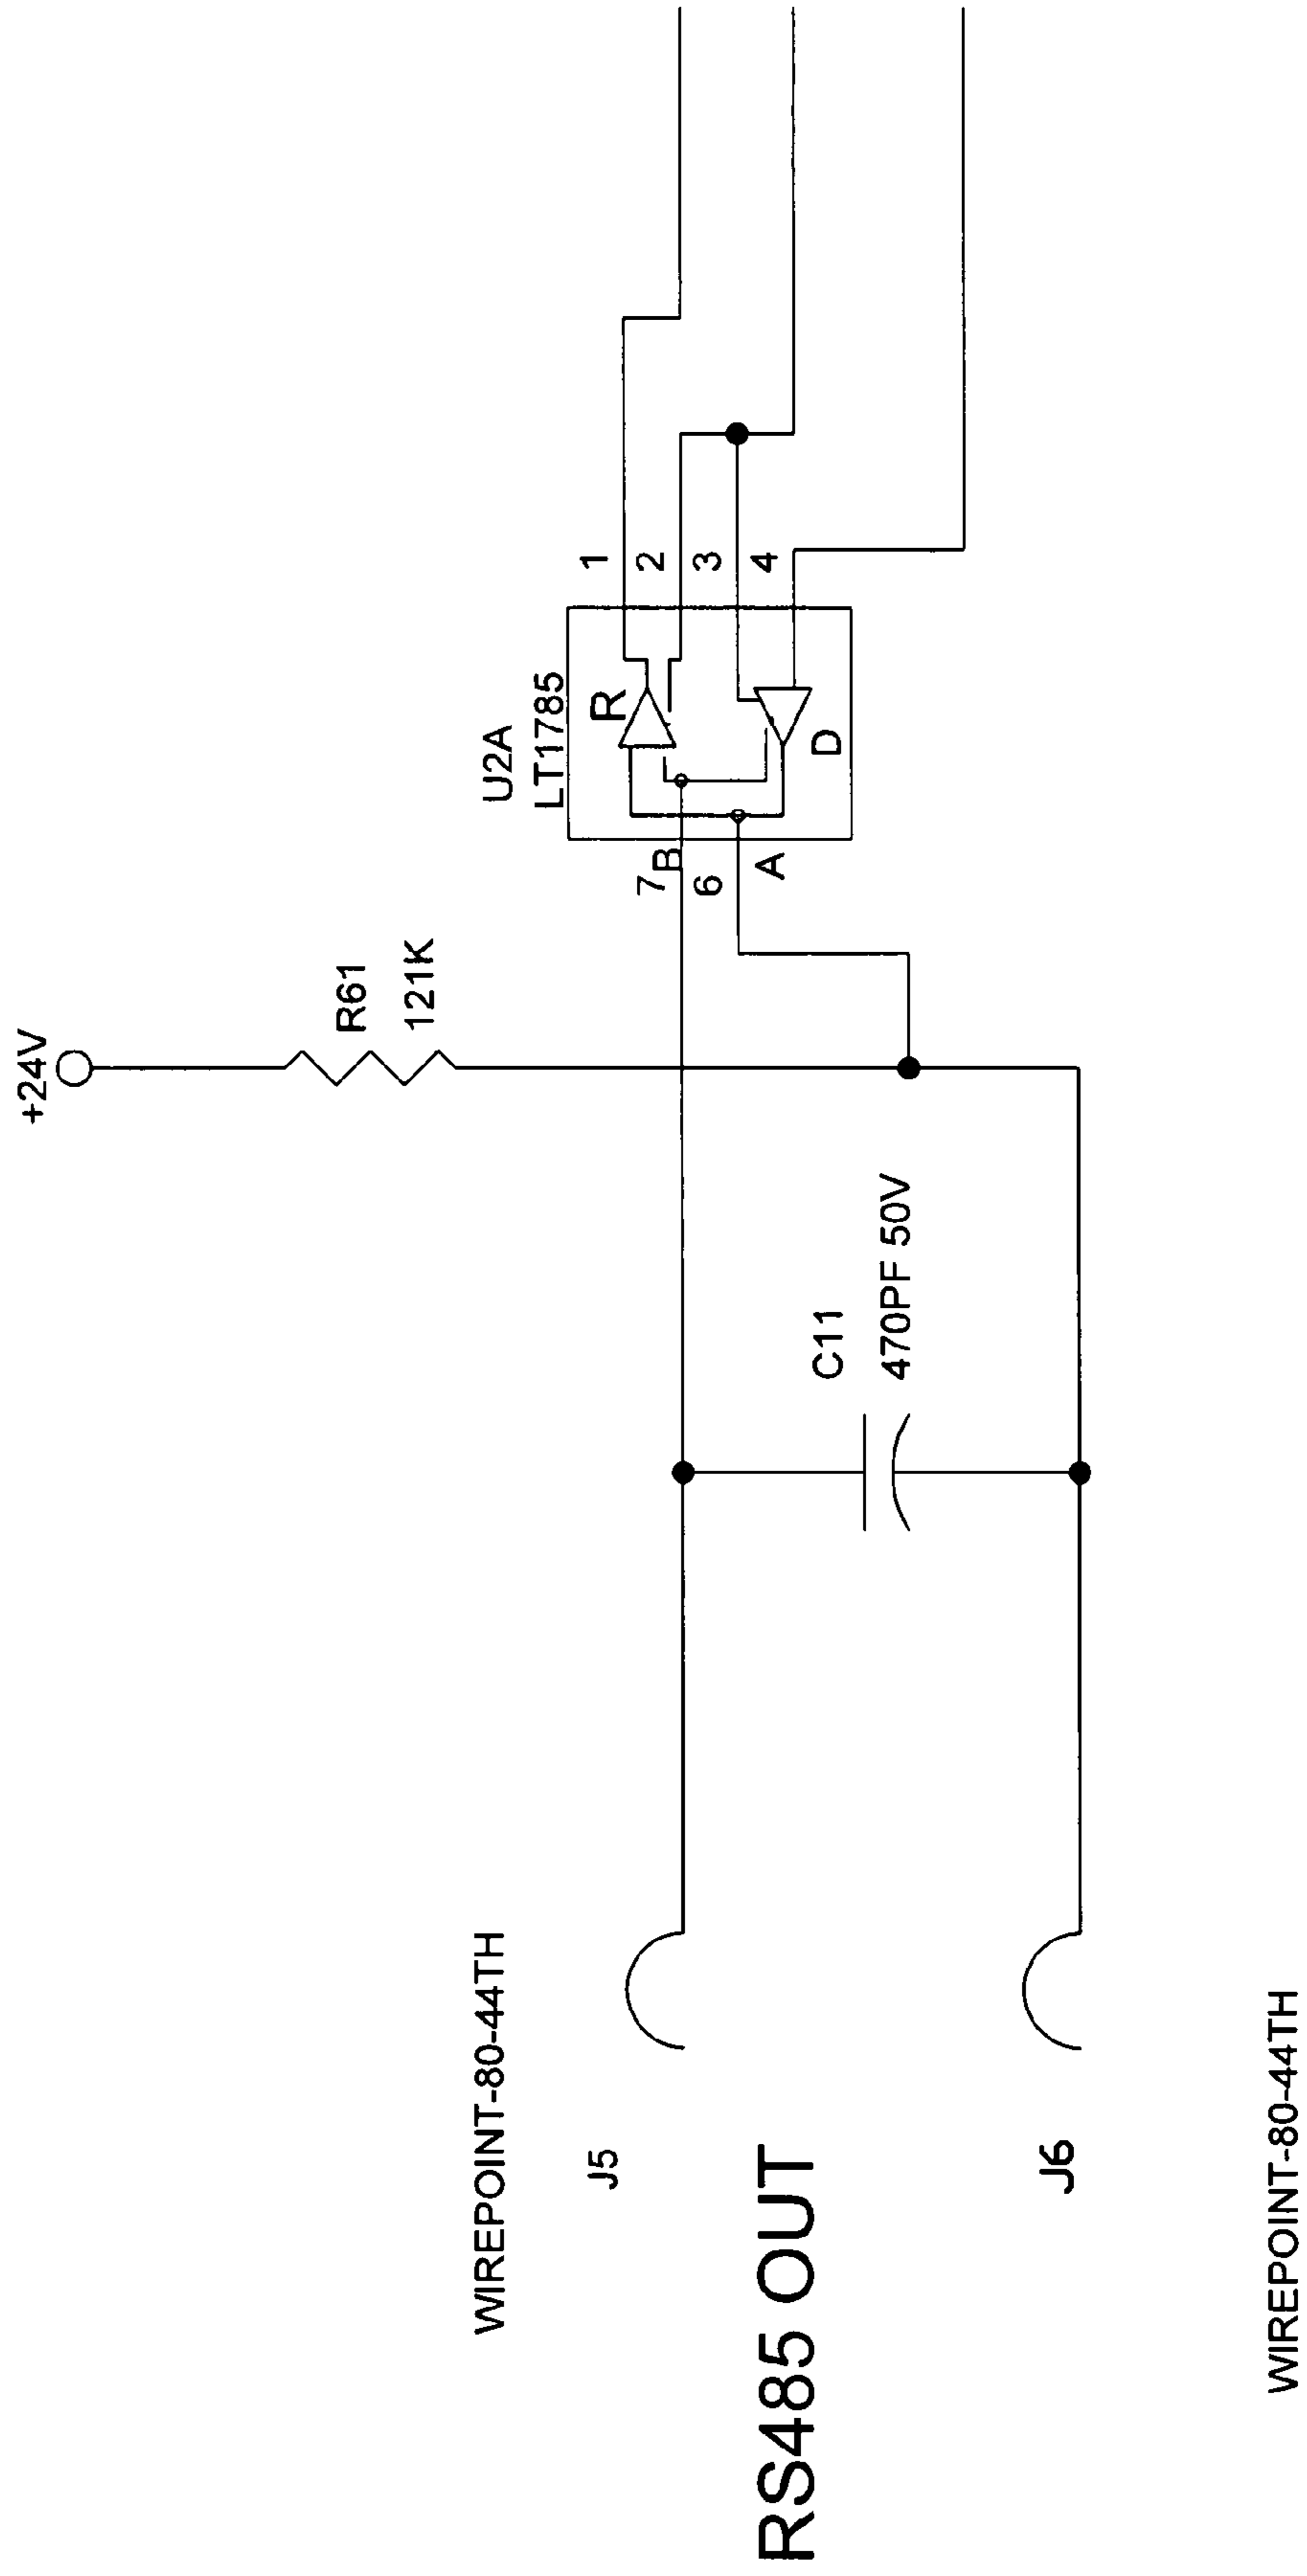 +24V
R61
121K
U2A
LT1785
R
D
1
2
3
4
7
B
6
A
C11
470PF 50V
WIREPOINT-80-44TH
J5
RS485 OUT
J6
WIREPOINT-80-44TH